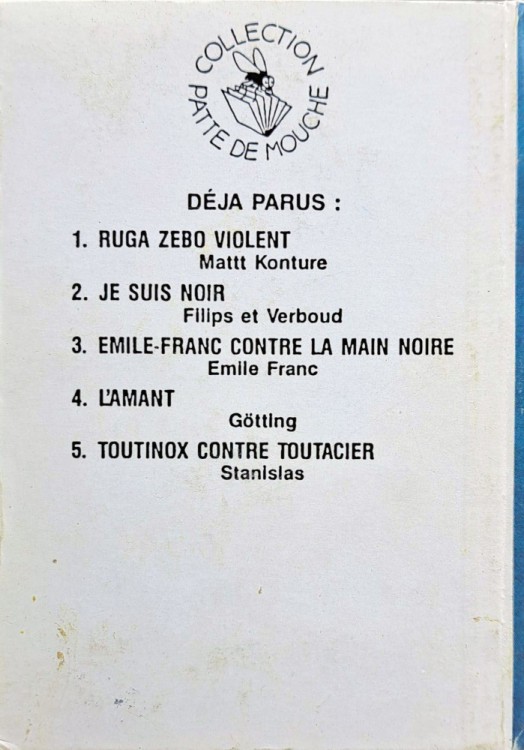 COLLECTION
PATTE DE MOUCHE
DÉJA PARUS :
1. RUGA ZEBO VIOLENT
Mattt Konture
2. JE SUIS NOIR
Filips et Verboud
3. EMILE-FRANC CONTRE LA MAIN NOIRE
Emile Franc
4. L'AMANT
Götting
5. TOUTINOX CONTRE TOUTACIER
Stanislas